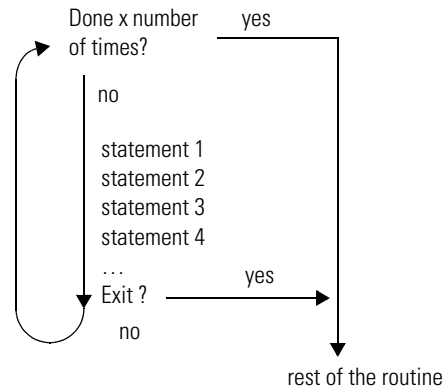 Done x number
of times?
yes
no
statement 1
statement 2
statement 3
statement 4
...
Exit ?
yes
no
rest of the routine